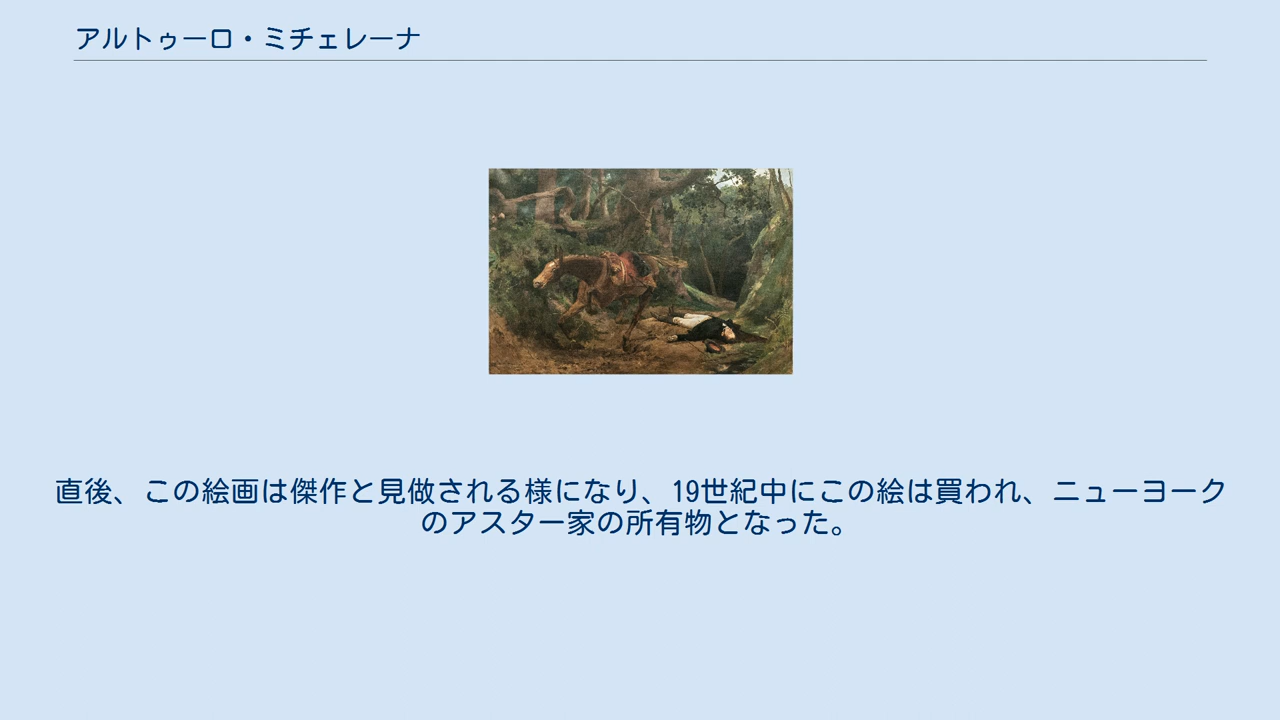 アルトゥーロ・ミチェレーナ
直後、この絵画は傑作と見做される様になり、19世紀中にこの絵は買われ、ニューヨーク
のアスター家の所有物となった。